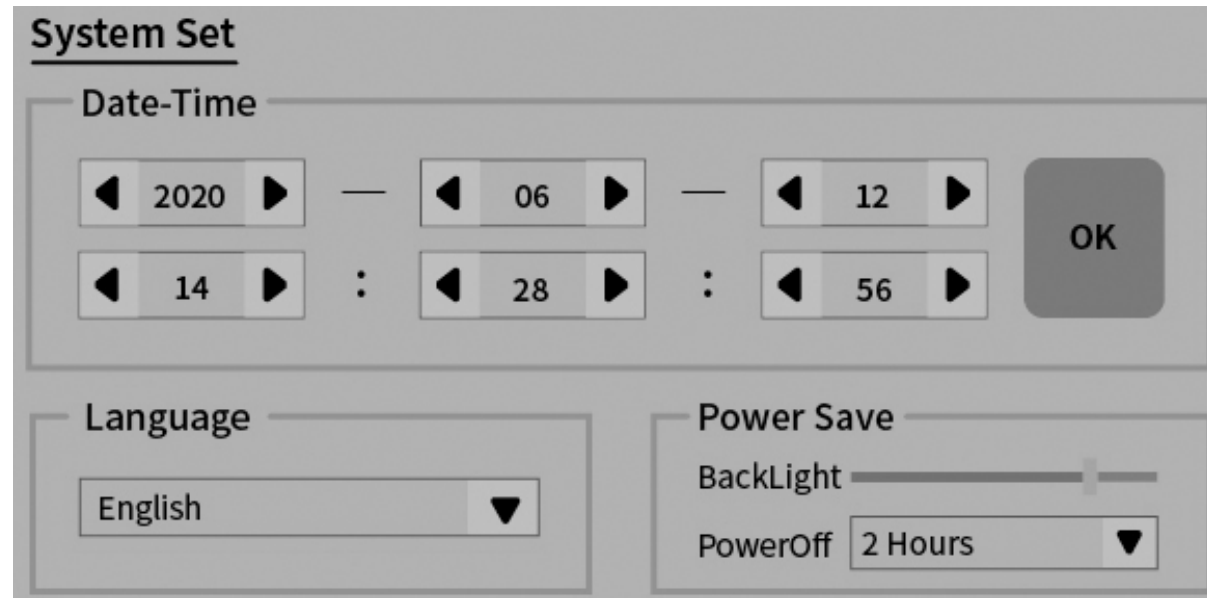 System Set
Date-Time
2020 — 06 — 12
OK
14 : 28 : 56
Language
English
Power Save
BackLight
PowerOff 2 Hours